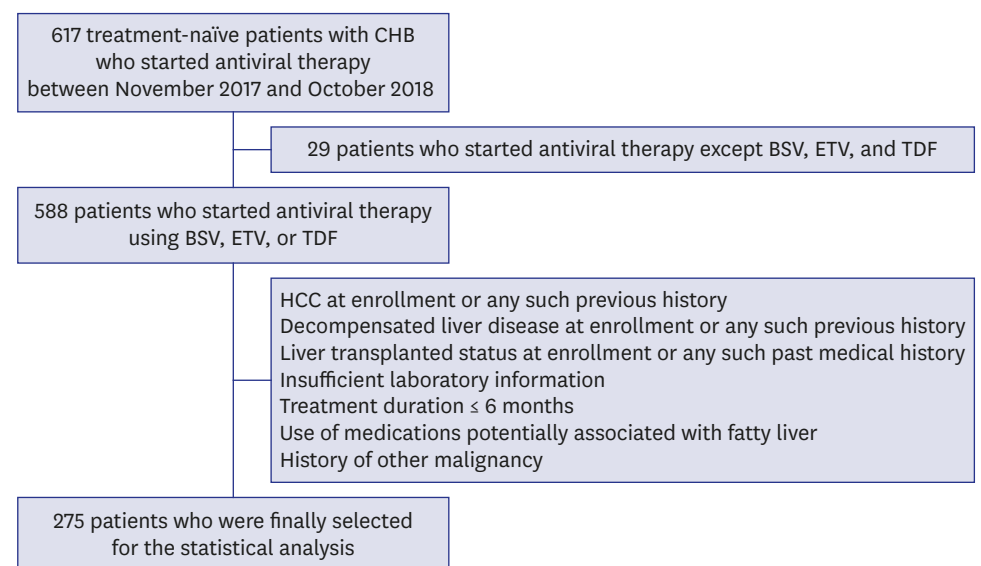 617 treatment-naïve patients with CHB
who started antiviral therapy
between November 2017 and October 2018
29 patients who started antiviral therapy except BSV, ETV, and TDF
588 patients who started antiviral therapy
using BSV, ETV, or TDF
HCC at enrollment or any such previous history
Decompensated liver disease at enrollment or any such previous history
Liver transplanted status at enrollment or any such past medical history
Insufficient laboratory information
Treatment duration ≤ 6 months
Use of medications potentially associated with fatty liver
History of other malignancy
275 patients who were finally selected
for the statistical analysis